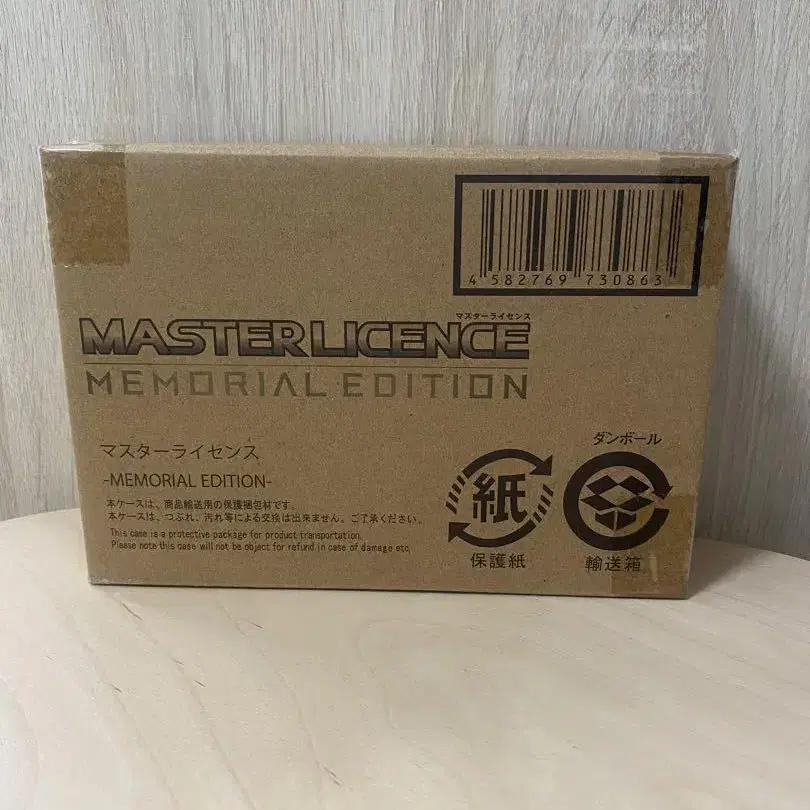 4 582769 730863
マスターライセンス
MASTER LICENCE
MEMORIAL EDITION
マスターライセンス
-MEMORIAL EDITION-
本ケースは、商品輸送用の保護梱包材です。
本ケースは、つぶれ、汚れ等による交換は出来ません。ご了承ください。
This case is a protective package for product transportation.
Please note this case will not be object for refund in case of damage etc
紙
保護紙
ダンボール
輸送箱